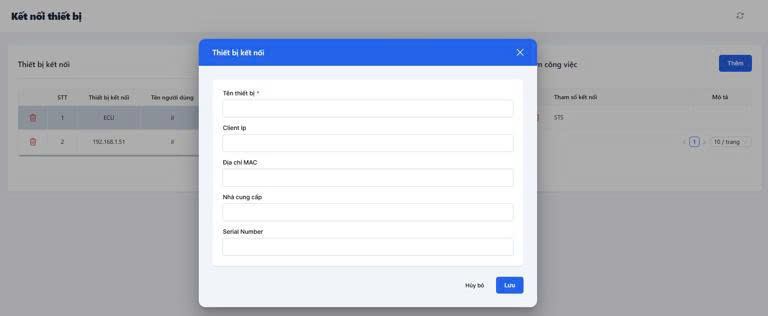 Kết nối thiết bị
Thiết bị kết nối
Thiết bị kết nối
m công việc
Thêm
STT Thiết bị kết nối Tên người dùng
Tham số kết nối Mô tả
1 ECU #
STS
2 192.168.1.51 #
1 10 / trang
Tên thiết bị *
Client Ip
Địa chỉ MAC
Nhà cung cấp
Serial Number
Hủy bỏ Lưu